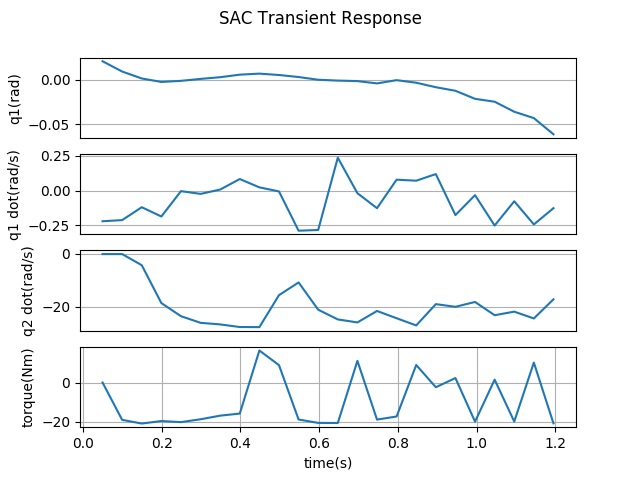 SAC Transient Response
q1(rad)
0.00
−0.05
q1 dot(rad/s)
0.25
0.00
−0.25
q2 dot(rad/s)
0
−20
torque(Nm)
0
−20
0.0 0.2 0.4 0.6 0.8 1.0 1.2
time(s)